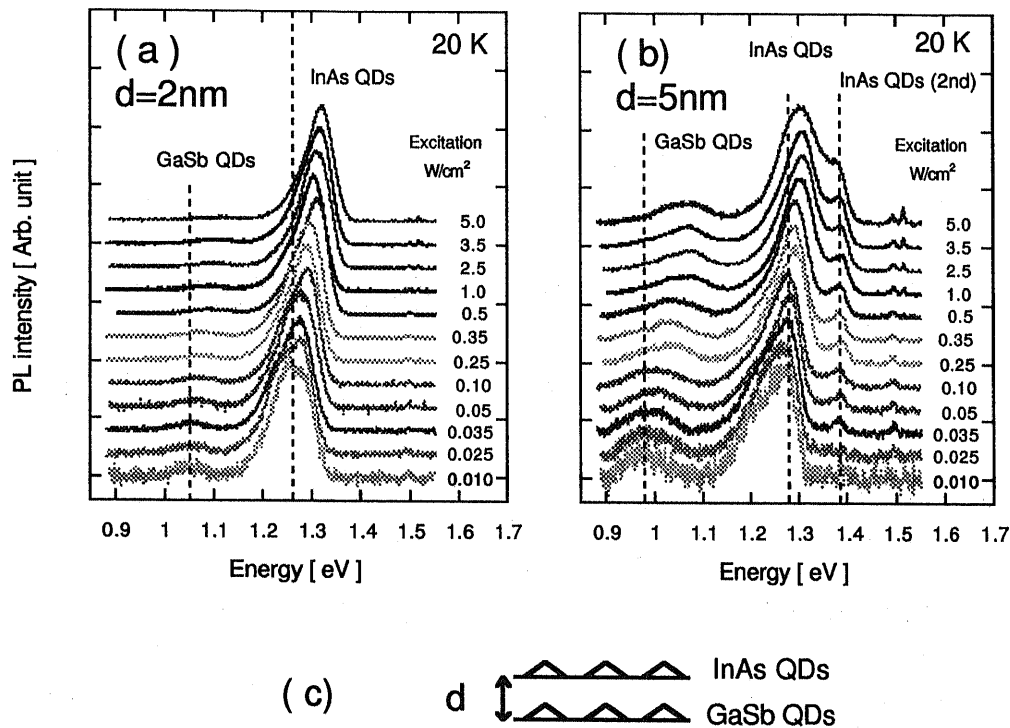 ( a )
20 K
d=2nm
InAs QDs
GaSb QDs
Excitation
W/cm²
5.0
3.5
2.5
1.0
0.5
0.35
0.25
0.10
0.05
0.035
0.025
0.010
PL intensity [ Arb. unit ]
0.9 1 1.1 1.2 1.3 1.4 1.5 1.6 1.7
Energy [ eV ]
( b )
20 K
d=5nm
InAs QDs
InAs QDs (2nd)
GaSb QDs
Excitation
W/cm²
5.0
3.5
2.5
1.0
0.5
0.35
0.25
0.10
0.05
0.035
0.025
0.010
0.9 1 1.1 1.2 1.3 1.4 1.5 1.6 1.7
Energy [ eV ]
( c )
d
InAs QDs
GaSb QDs